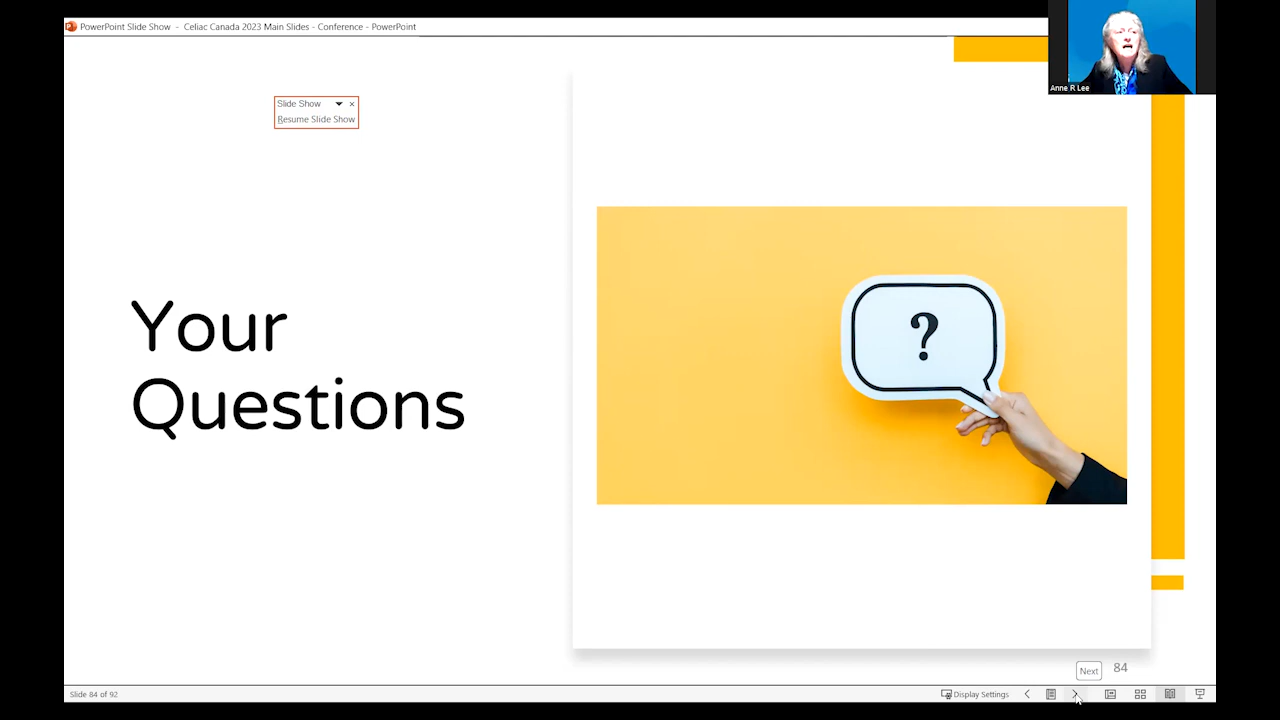 PowerPoint Slide Show - Celiac Canada 2023 Main Slides - Conference - PowerPoint
Anne R Lee
Slide Show
Resume Slide Show
?
Your
Questions
Next
84
Slide 84 of 92
Display Settings